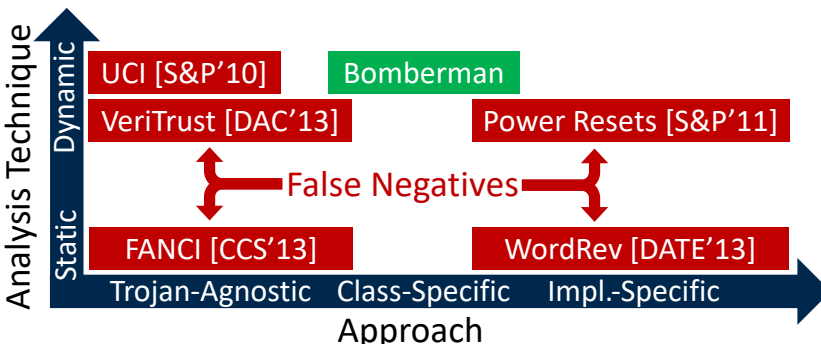 Analysis Technique
Dynamic
Static
UCI [S&P'10]
Bomberman
VeriTrust [DAC'13]
Power Resets [S&P'11]
False Negatives
FANCI [CCS'13]
WordRev [DATE'13]
Trojan-Agnostic
Class-Specific
Impl.-Specific
Approach